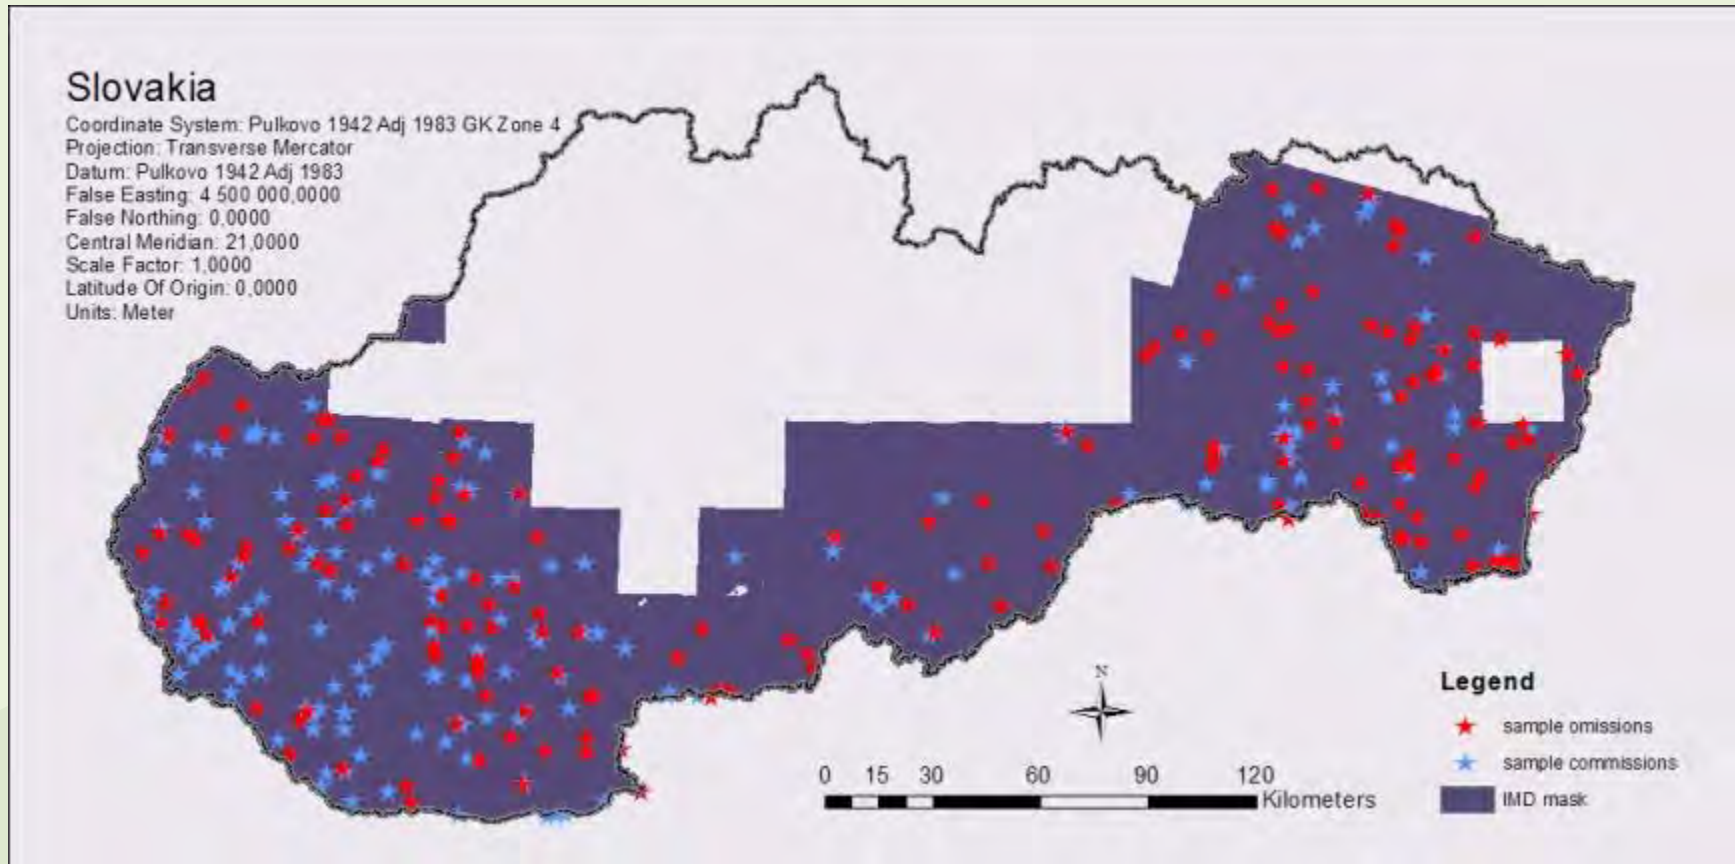 Slovakia
Coordinate System: Pulkovo 1942 Adj 1983 GK Zone 4
Projection: Transverse Mercator
Datum: Pulkovo 1942 Adj 1983
False Easting: 4 500 000,0000
False Northing: 0,0000
Central Meridian: 21,0000
Scale Factor: 1,0000
Latitude Of Origin: 0,0000
Units: Meter
N
Legend
sample omissions
sample commissions
IMD mask
0 15 30 60 90 120
Kilometers